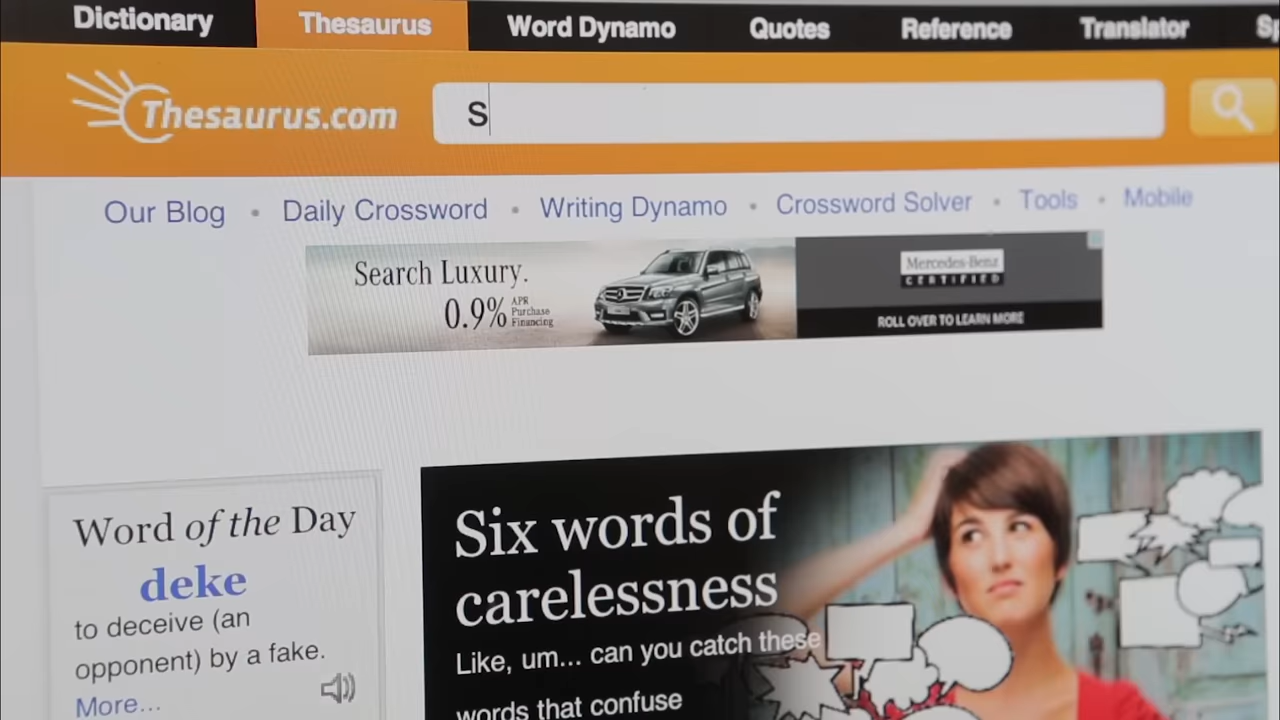 Dictionary Thesaurus Word Dynamo Quotes Reference Translator
Thesaurus.com
S
Our Blog • Daily Crossword • Writing Dynamo • Crossword Solver • Tools • Mobile
Search Luxury.
0.9% APR
Purchase
Financing
Mercedes-Benz
CERTIFIED
ROLL OVER TO LEARN MORE
Word of the Day
deke
to deceive (an
opponent) by a fake.
More...
Six words of
carelessness
Like, um... can you catch these
words that confuse